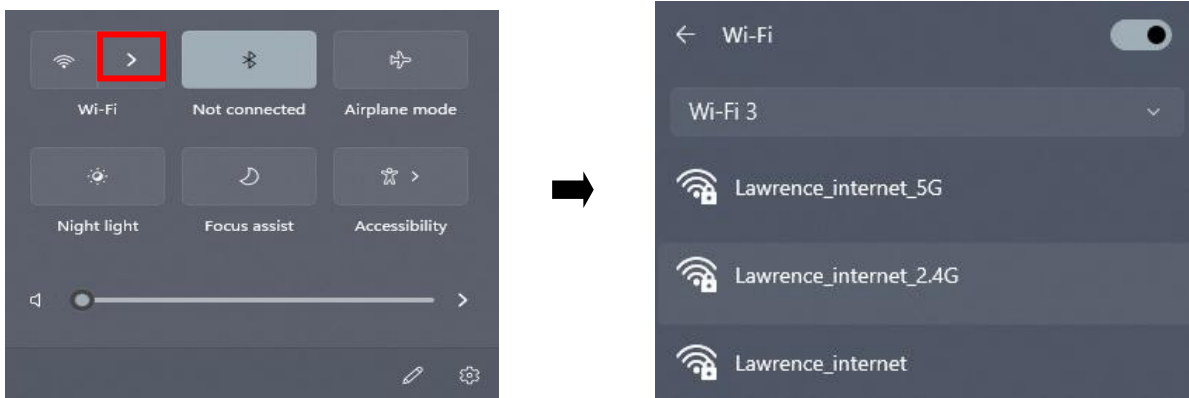 Wi-Fi Not connected Airplane mode
Night light Focus assist Accessibility
Wi-Fi
Wi-Fi 3
Lawrence_internet_5G
Lawrence_internet_2.4G
Lawrence_internet